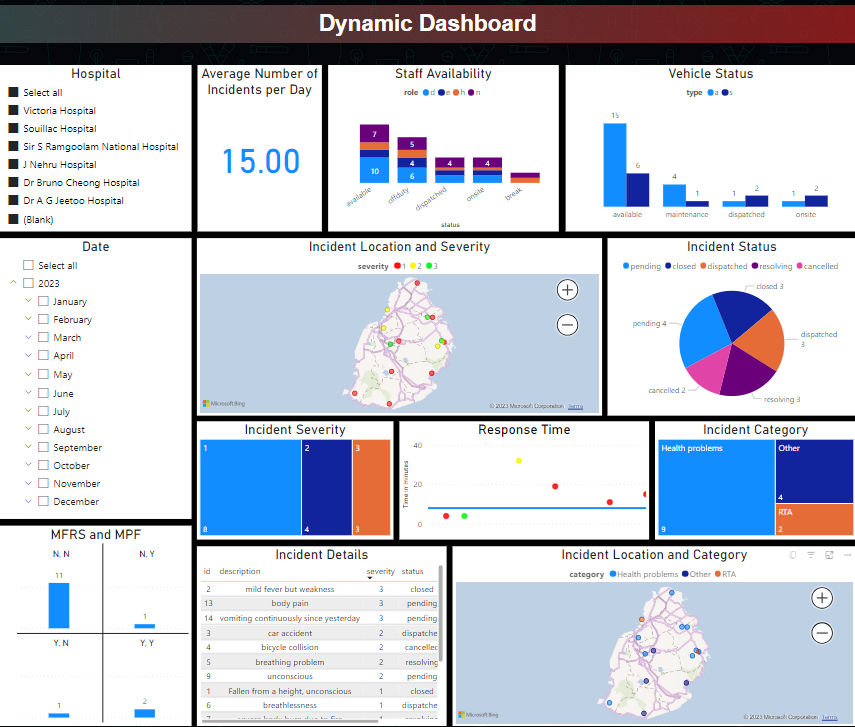 Dynamic Dashboard
Hospital
Select all
Victoria Hospital
Souillac Hospital
Sir S Ramgoolam National Hospital
J Nehru Hospital
Dr Bruno Cheong Hospital
Dr A G Jeetoo Hospital
(Blank)
Average Number of
Incidents per Day
15.00
Staff Availability
role d e h n
7
10
5
4
6
4
4
available
offduty
dispatched
onsite
break
status
Vehicle Status
type a s
15
6
4
1
1
2
1
2
available
maintenance
dispatched
onsite
Date
Select all
2023
January
February
March
April
May
June
July
August
September
October
November
December
Incident Location and Severity
severity 1 2 3
Microsoft Bing
© 2023 Microsoft Corporation Terms
Incident Status
pending closed dispatched resolving cancelled
closed 3
pending 4
dispatched
3
cancelled 2
resolving 3
Incident Severity
1
8
2
4
3
3
Response Time
Time in minutes
40
20
0
Incident Category
Health problems
9
Other
4
RTA
2
MFRS and MPF
N, N
N, Y
11
1
Y, N
Y, Y
1
2
Incident Details
id description severity status
2 mild fever but weakness 3 closed
13 body pain 3 pending
14 vomiting continuously since yesterday 3 pending
3 car accident 2 dispatche
4 bicycle collision 2 cancelled
5 breathing problem 2 resolving
9 unconscious 2 pending
1 Fallen from a height, unconscious 1 closed
6 breathlessness 1 dispatche
Incident Location and Category
category Health problems Other RTA
Microsoft Bing
© 2023 Microsoft Corporation Terms